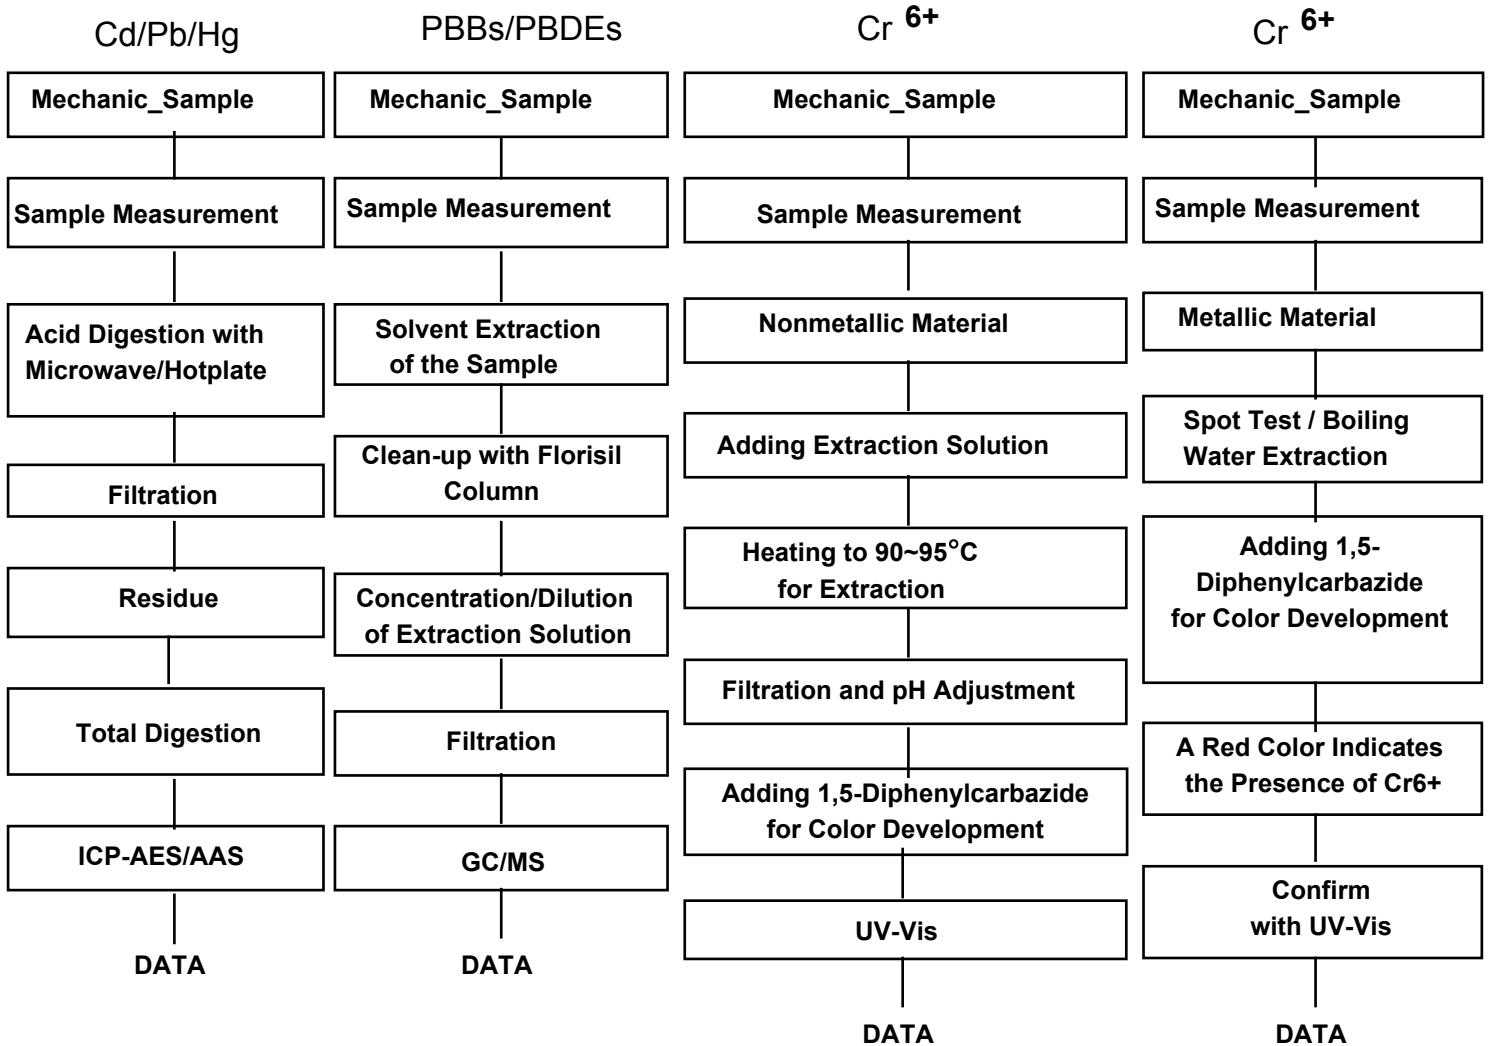 Cd/Pb/Hg
Mechanic_Sample
Sample Measurement
Acid Digestion with
Microwave/Hotplate
Filtration
Residue
Total Digestion
ICP-AES/AAS
DATA
PBBs/PBDEs
Mechanic_Sample
Sample Measurement
Solvent Extraction
of the Sample
Clean-up with Florisil
Column
Concentration/Dilution
of Extraction Solution
Filtration
GC/MS
DATA
Cr 6+
Mechanic_Sample
Sample Measurement
Nonmetallic Material
Adding Extraction Solution
Heating to 90~95°C
for Extraction
Filtration and pH Adjustment
Adding 1,5-Diphenylcarbazide
for Color Development
UV-Vis
DATA
Cr 6+
Mechanic_Sample
Sample Measurement
Metallic Material
Spot Test / Boiling
Water Extraction
Adding 1,5-
Diphenylcarbazide
for Color Development
A Red Color Indicates
the Presence of Cr6+
Confirm
with UV-Vis
DATA